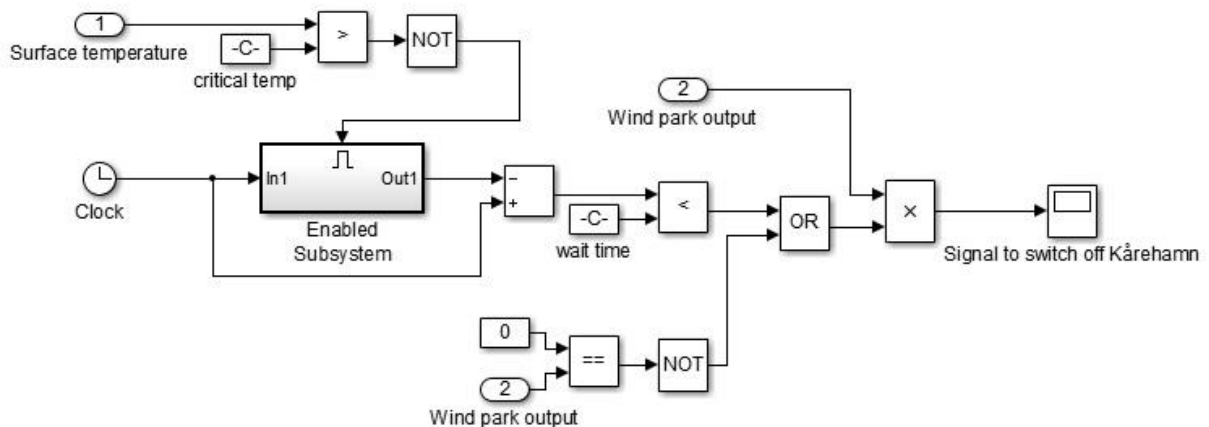 1
Surface temperature
-C-
critical temp
>
NOT
2
Wind park output
Clock
In1
Out1
Enabled
Subsystem
−
+
-C-
wait time
<
OR
×
Signal to switch off Kårehamn
0
==
NOT
2
Wind park output